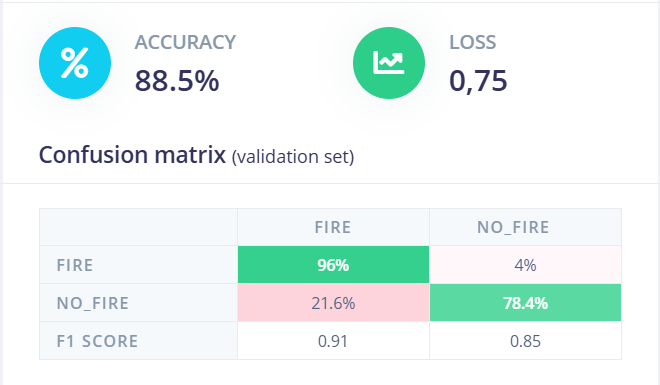 ACCURACY
88.5%
LOSS
0,75
Confusion matrix (validation set)
FIRE NO_FIRE
FIRE 96% 4%
NO_FIRE 21.6% 78.4%
F1 SCORE 0.91 0.85